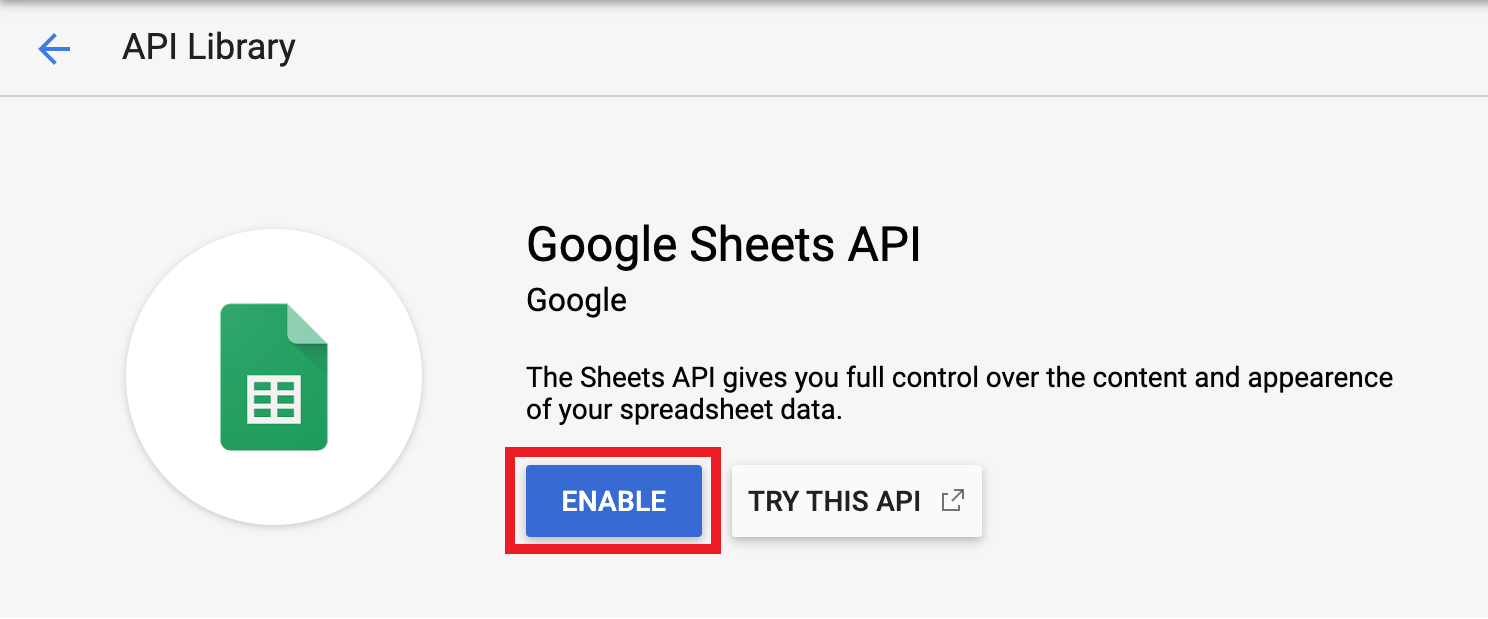 API Library
Google Sheets API
Google
The Sheets API gives you full control over the content and appearence
of your spreadsheet data.
ENABLE
TRY THIS API